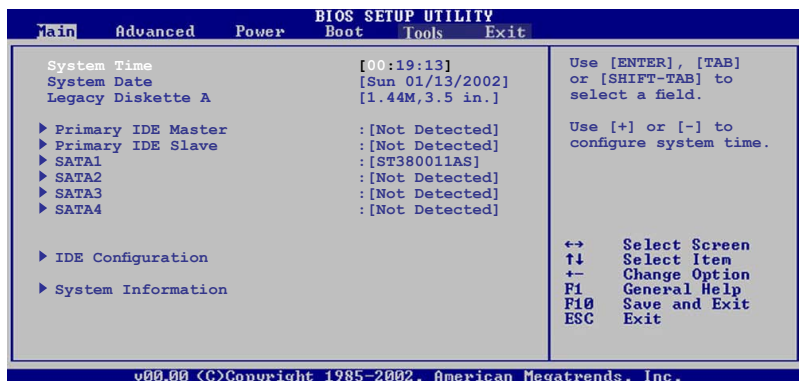 BIOS SETUP UTILITY
Main Advanced Power Boot Tools Exit
System Time [00:19:13]
System Date [Sun 01/13/2002]
Legacy Diskette A [1.44M,3.5 in.]
Primary IDE Master :[Not Detected]
Primary IDE Slave :[Not Detected]
SATA1 :[ST380011AS]
SATA2 :[Not Detected]
SATA3 :[Not Detected]
SATA4 :[Not Detected]
IDE Configuration
System Information
Use [ENTER], [TAB]
or [SHIFT-TAB] to
select a field.
Use [+] or [-] to
configure system time.
←→ Select Screen
↑↓ Select Item
+- Change Option
F1 General Help
F10 Save and Exit
ESC Exit
v00.00 (C)Copyright 1985-2002, American Megatrends, Inc.